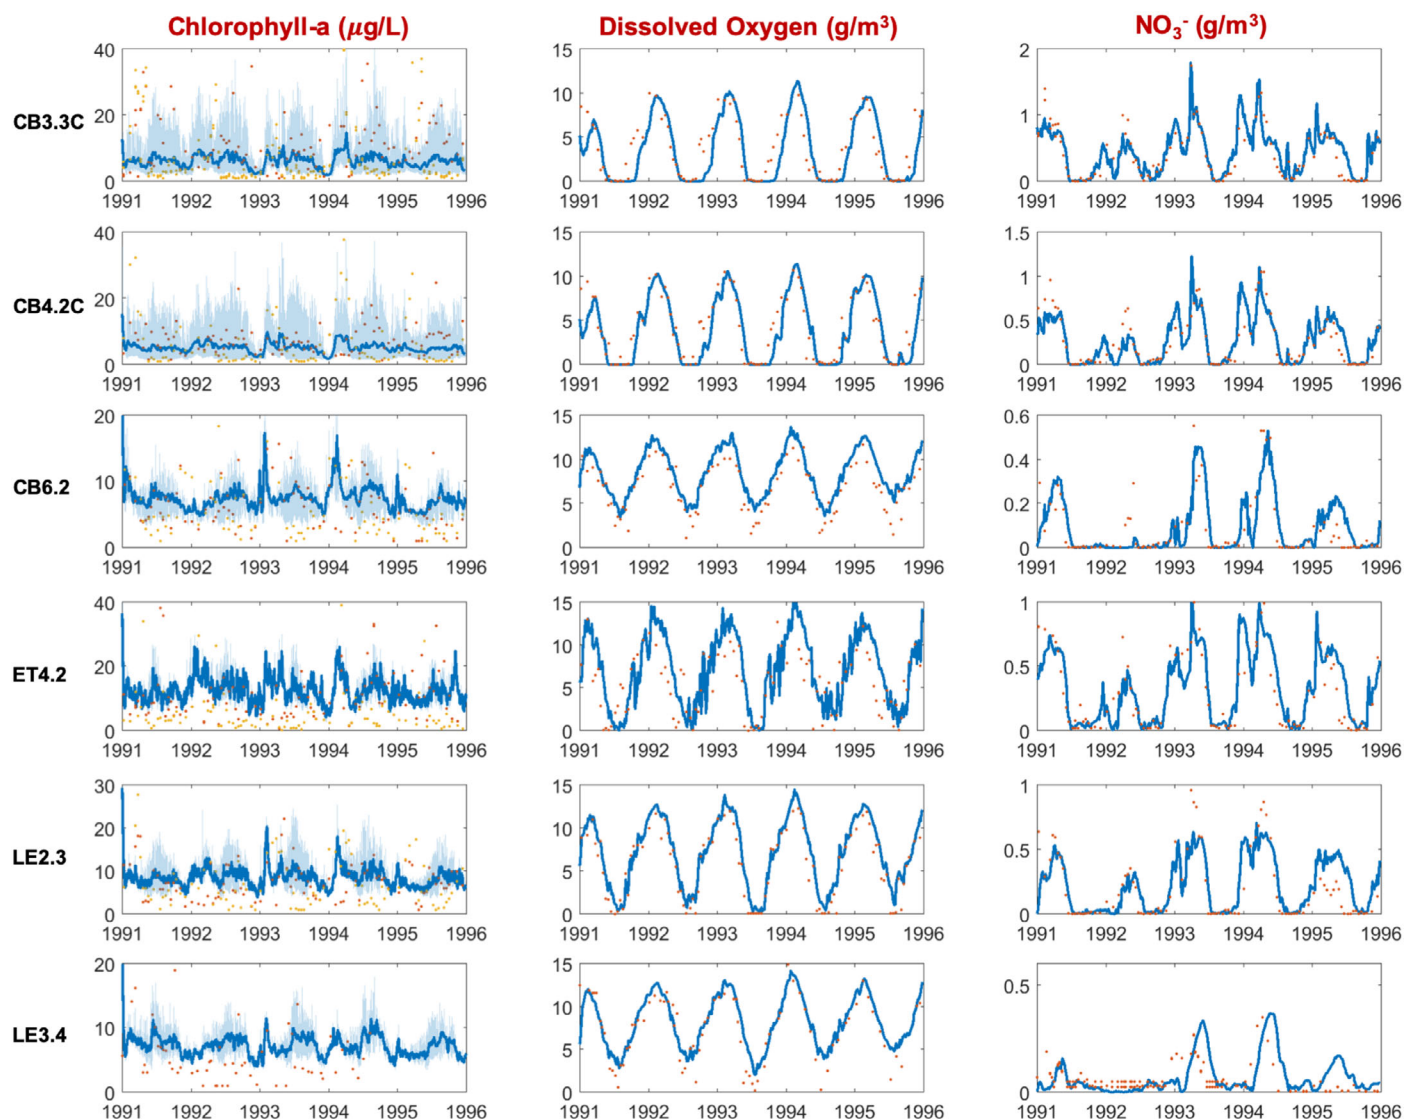 Chlorophyll-a (μg/L) Dissolved Oxygen (g/m³) NO₃⁻ (g/m³)
CB3.3C
40 15 2
20 10 1
5
0 0 0
1991 1992 1993 1994 1995 1996 1991 1992 1993 1994 1995 1996 1991 1992 1993 1994 1995 1996
CB4.2C
40 15 1.5
20 10 1
5 0.5
0 0 0
1991 1992 1993 1994 1995 1996 1991 1992 1993 1994 1995 1996 1991 1992 1993 1994 1995 1996
CB6.2
20 15 0.6
10 10 0.4
5 0.2
0 0 0
1991 1992 1993 1994 1995 1996 1991 1992 1993 1994 1995 1996 1991 1992 1993 1994 1995 1996
ET4.2
40 15 1
20 10 0.5
5
0 0 0
1991 1992 1993 1994 1995 1996 1991 1992 1993 1994 1995 1996 1991 1992 1993 1994 1995 1996
LE2.3
30 15 1
20 10 0.5
10 5
0 0 0
1991 1992 1993 1994 1995 1996 1991 1992 1993 1994 1995 1996 1991 1992 1993 1994 1995 1996
LE3.4
20 15 0.5
10 10
5
0 0 0
1991 1992 1993 1994 1995 1996 1991 1992 1993 1994 1995 1996 1991 1992 1993 1994 1995 1996